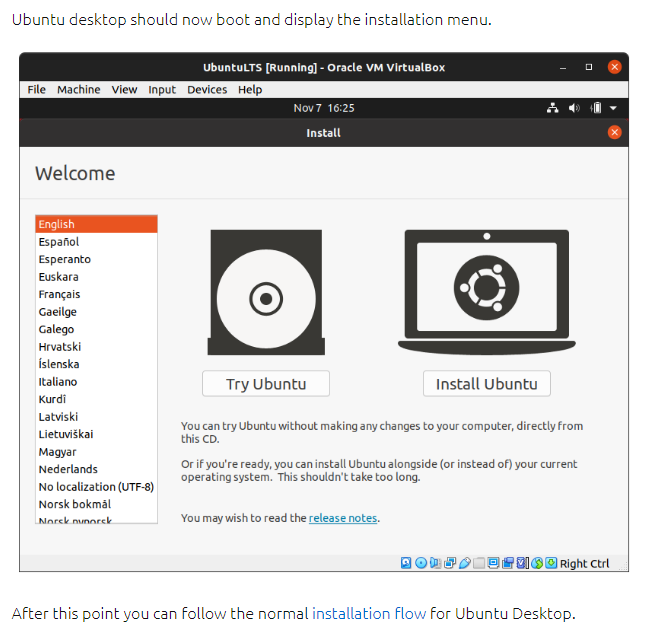 Ubuntu desktop should now boot and display the installation menu.
UbuntuLTS [Running] - Oracle VM VirtualBox
File Machine View Input Devices Help
Nov 7 16:25
Install
Welcome
English
Español
Esperanto
Euskara
Français
Gaeilge
Galego
Hrvatski
Íslenska
Italiano
Kurdî
Latviski
Lietuviškai
Magyar
Nederlands
No localization (UTF-8)
Norsk bokmål
Norsk nynorsk
Try Ubuntu
Install Ubuntu
You can try Ubuntu without making any changes to your computer, directly from
this CD.
Or if you're ready, you can install Ubuntu alongside (or instead of) your current
operating system. This shouldn't take too long.
You may wish to read the release notes.
Right Ctrl
After this point you can follow the normal installation flow for Ubuntu Desktop.